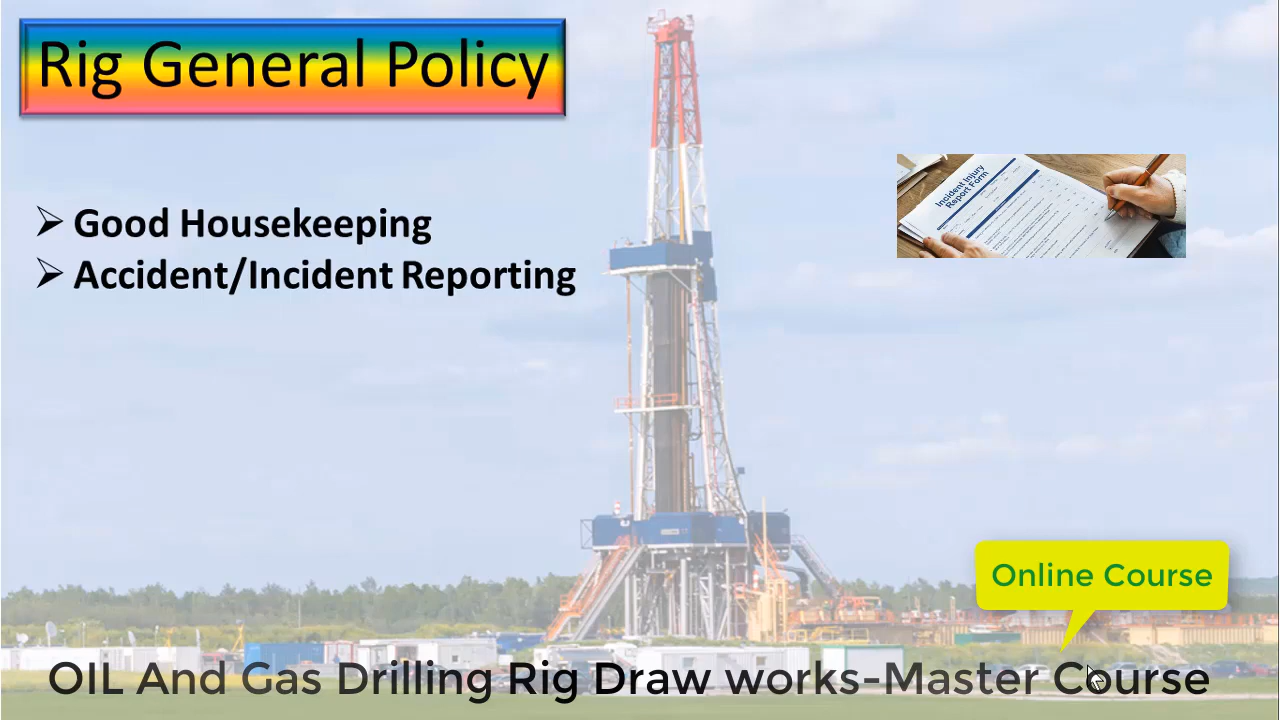 Rig General Policy
Good Housekeeping
Accident/Incident Reporting
Incident Injury
Report Form
Online Course
OIL And Gas Drilling Rig Draw works-Master Course